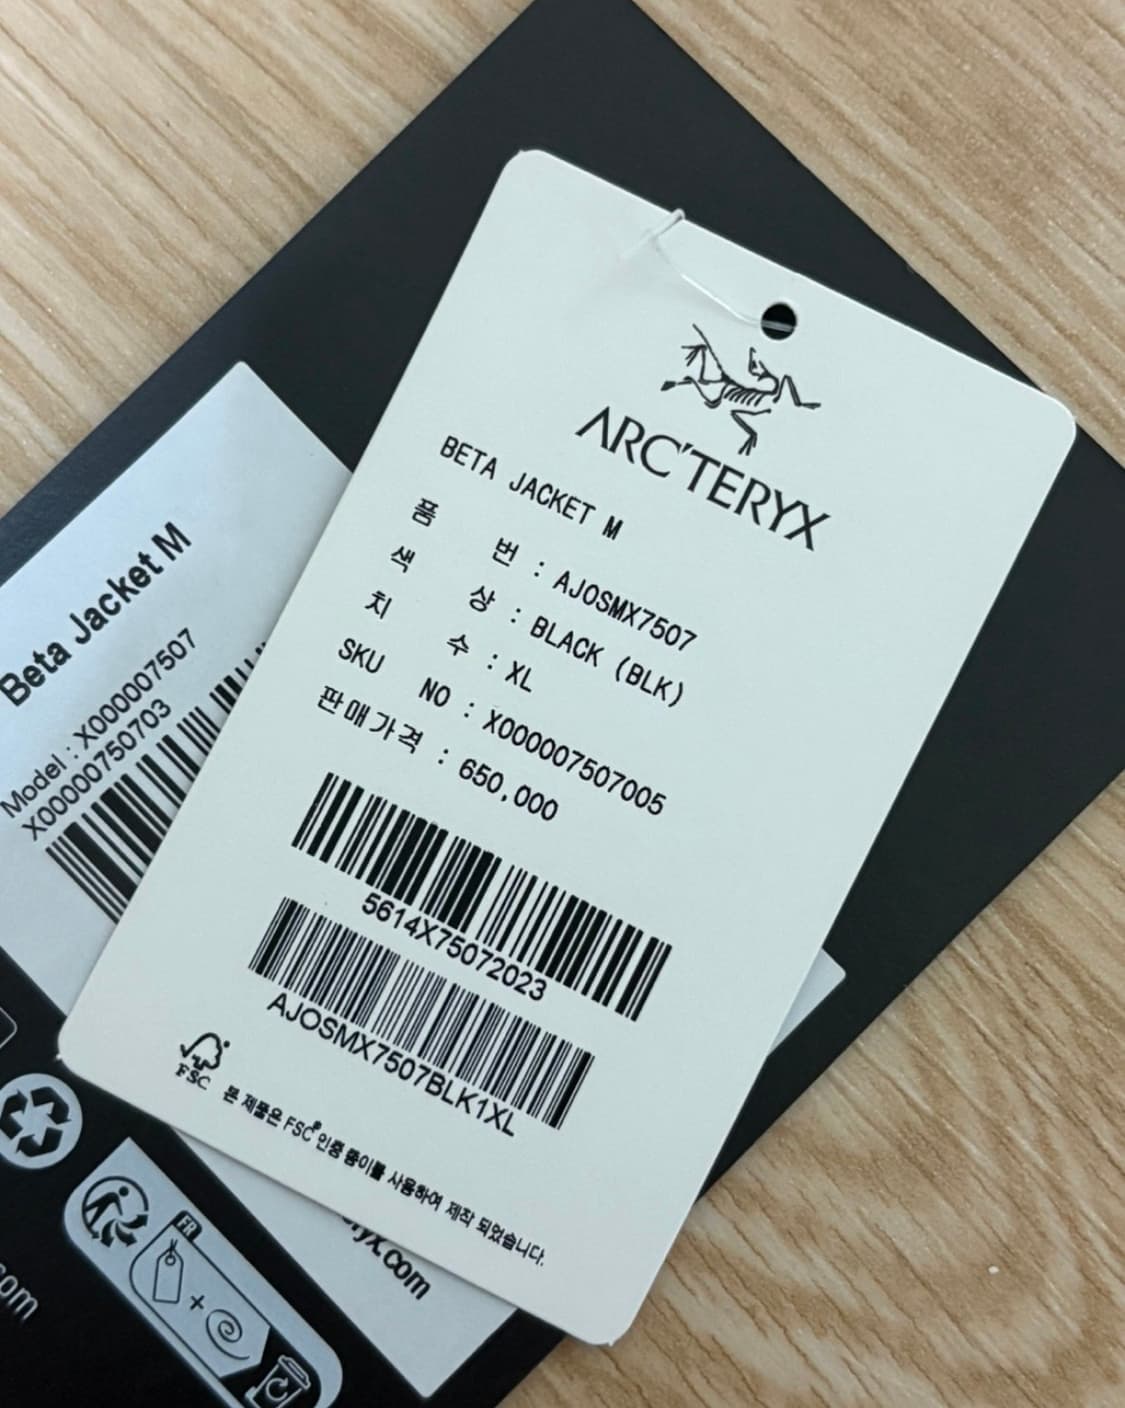 ARC'TERYX
BETA JACKET M
품 번 : AJOSMX7507
색 상 : BLACK (BLK)
치 수 : XL
SKU NO : X000007507005
판매가격 : 650,000
5614X75072023
AJOSMX7507BLK1XL
FSC
본 제품은 FSC® 인증 종이를 사용하여 제작 되었습니다.
Beta Jacket M
Model : X000007507
X00000750703
FR
.com